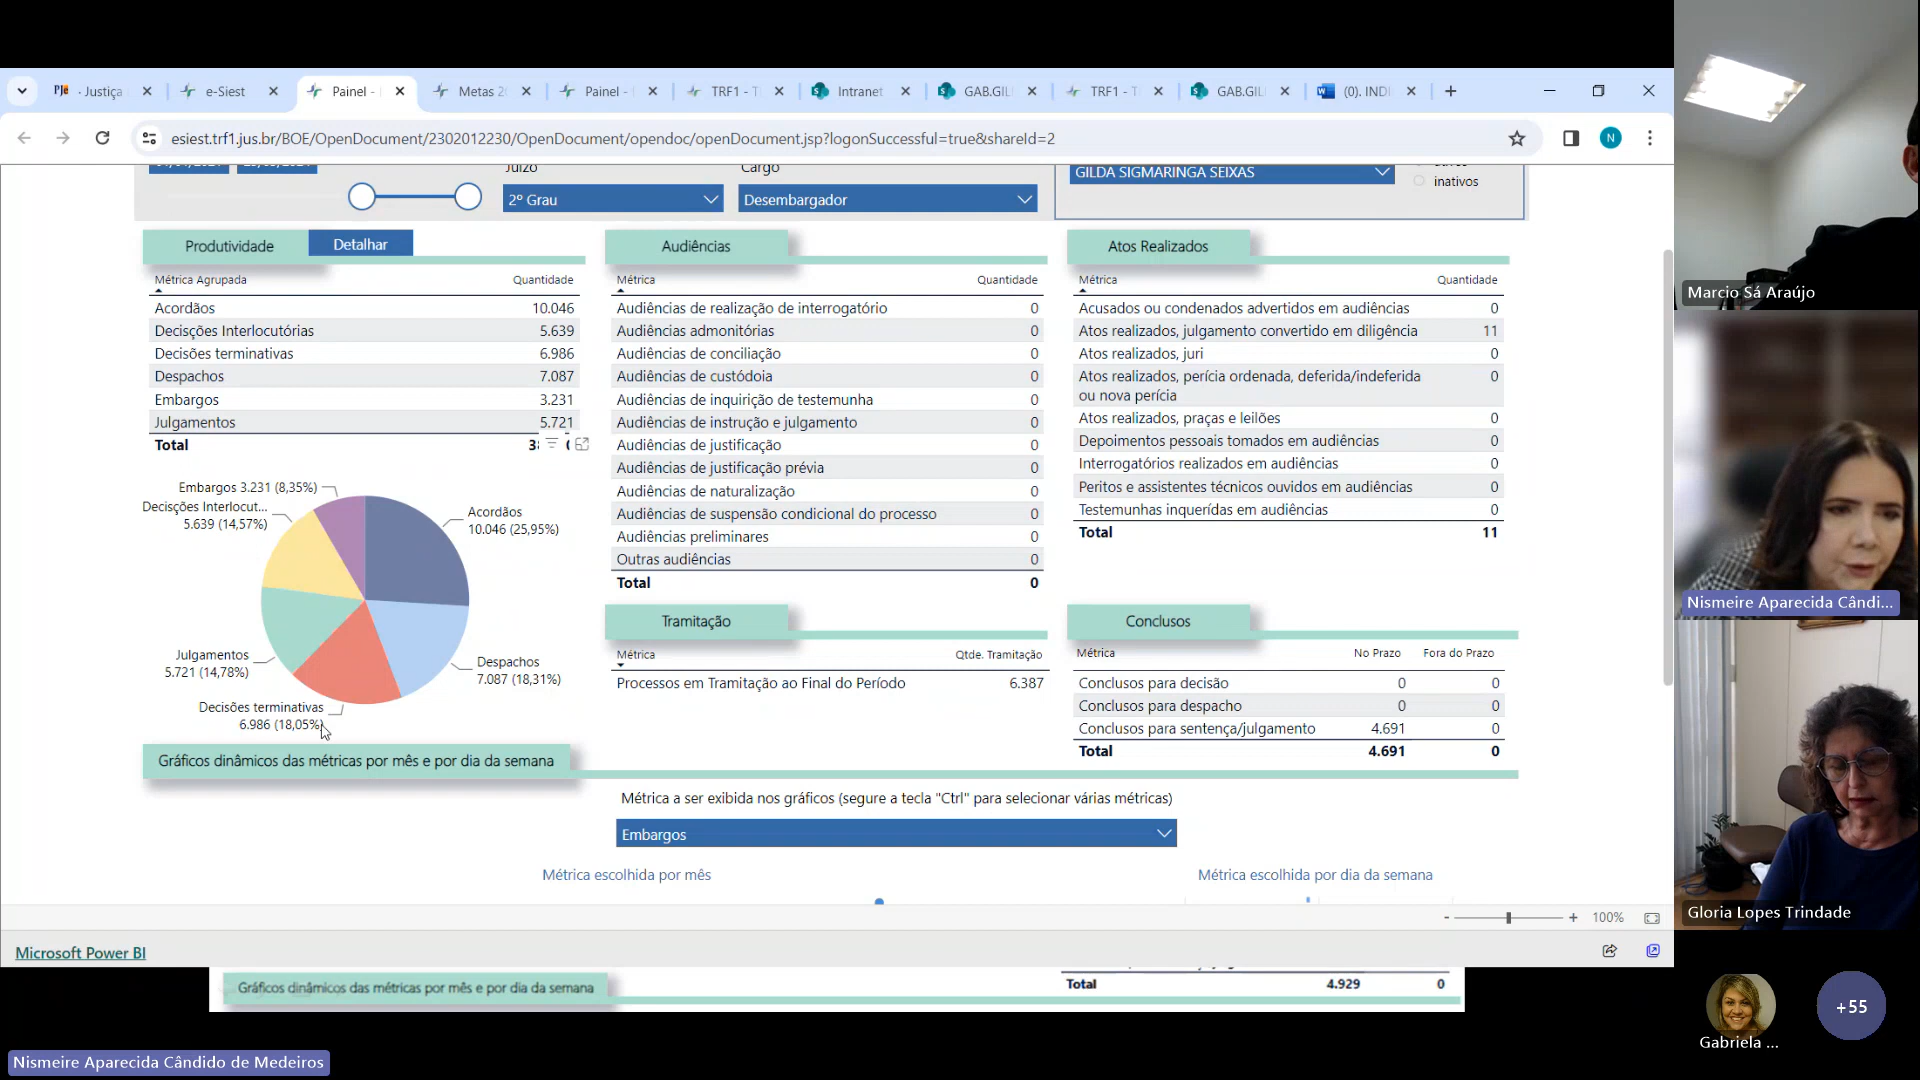 PJe - Justiça
e-Siest
Painel -
Metas 2
Painel -
TRF1 - T
Intranet
GAB.GIL
TRF1 - T
GAB.GIL
(0). INDI
esiest.trf1.jus.br/BOE/OpenDocument/2302012230/OpenDocument/opendoc/openDocument.jsp?logonSuccessful=true&shareId=2
N
Juízo
2º Grau
Cargo
Desembargador
GILDA SIGMARINGA SEIXAS
ativos
inativos
Produtividade
Detalhar
Métrica Agrupada Quantidade
Acordãos 10.046
Decisções Interlocutórias 5.639
Decisões terminativas 6.986
Despachos 7.087
Embargos 3.231
Julgamentos 5.721
Total
Embargos 3.231 (8,35%)
Decisções Interlocut...
5.639 (14,57%)
Acordãos
10.046 (25,95%)
Julgamentos
5.721 (14,78%)
Despachos
7.087 (18,31%)
Decisões terminativas
6.986 (18,05%)
Audiências
Métrica Quantidade
Audiências de realização de interrogatório 0
Audiências admonitórias 0
Audiências de conciliação 0
Audiências de custódoia 0
Audiências de inquirição de testemunha 0
Audiências de instrução e julgamento 0
Audiências de justificação 0
Audiências de justificação prévia 0
Audiências de naturalização 0
Audiências de suspensão condicional do processo 0
Audiências preliminares 0
Outras audiências 0
Total 0
Atos Realizados
Métrica Quantidade
Acusados ou condenados advertidos em audiências 0
Atos realizados, julgamento convertido em diligência 11
Atos realizados, juri 0
Atos realizados, perícia ordenada, deferida/indeferida 0
ou nova perícia
Atos realizados, praças e leilões 0
Depoimentos pessoais tomados em audiências 0
Interrogatórios realizados em audiências 0
Peritos e assistentes técnicos ouvidos em audiências 0
Testemunhas inquerídas em audiências 0
Total 11
Tramitação
Métrica Qtde. Tramitação
Processos em Tramitação ao Final do Período 6.387
Conclusos
Métrica No Prazo Fora do Prazo
Conclusos para decisão 0 0
Conclusos para despacho 0 0
Conclusos para sentença/julgamento 4.691 0
Total 4.691 0
Gráficos dinâmicos das métricas por mês e por dia da semana
Métrica a ser exibida nos gráficos (segure a tecla "Ctrl" para selecionar várias métricas)
Embargos
Métrica escolhida por mês
Métrica escolhida por dia da semana
- + 100%
Microsoft Power BI
Gráficos dinâmicos das métricas por mês e por dia da semana
Total 4.929 0
Nismeire Aparecida Cândido de Medeiros
Marcio Sá Araújo
Nismeire Aparecida Cândi...
Gloria Lopes Trindade
Gabriela ...
+55